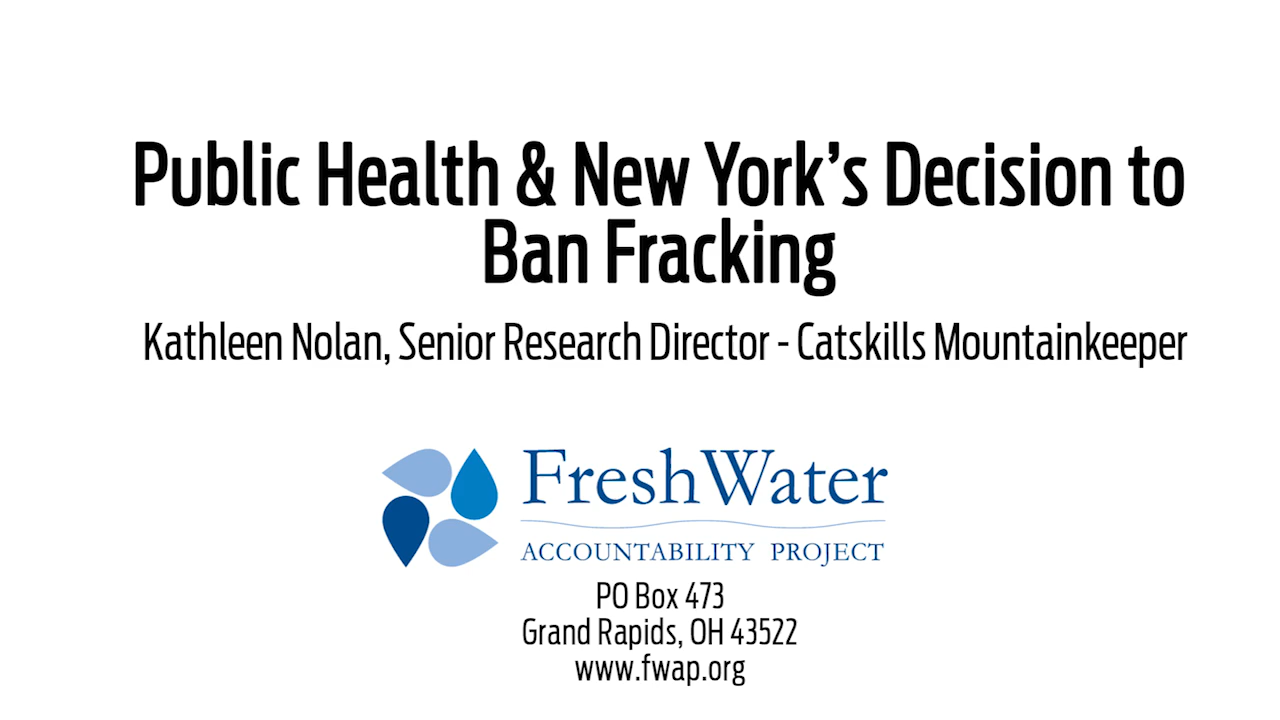 Public Health & New York's Decision to
Ban Fracking
Kathleen Nolan, Senior Research Director - Catskills Mountainkeeper
FreshWater
ACCOUNTABILITY PROJECT
PO Box 473
Grand Rapids, OH 43522
www.fwap.org